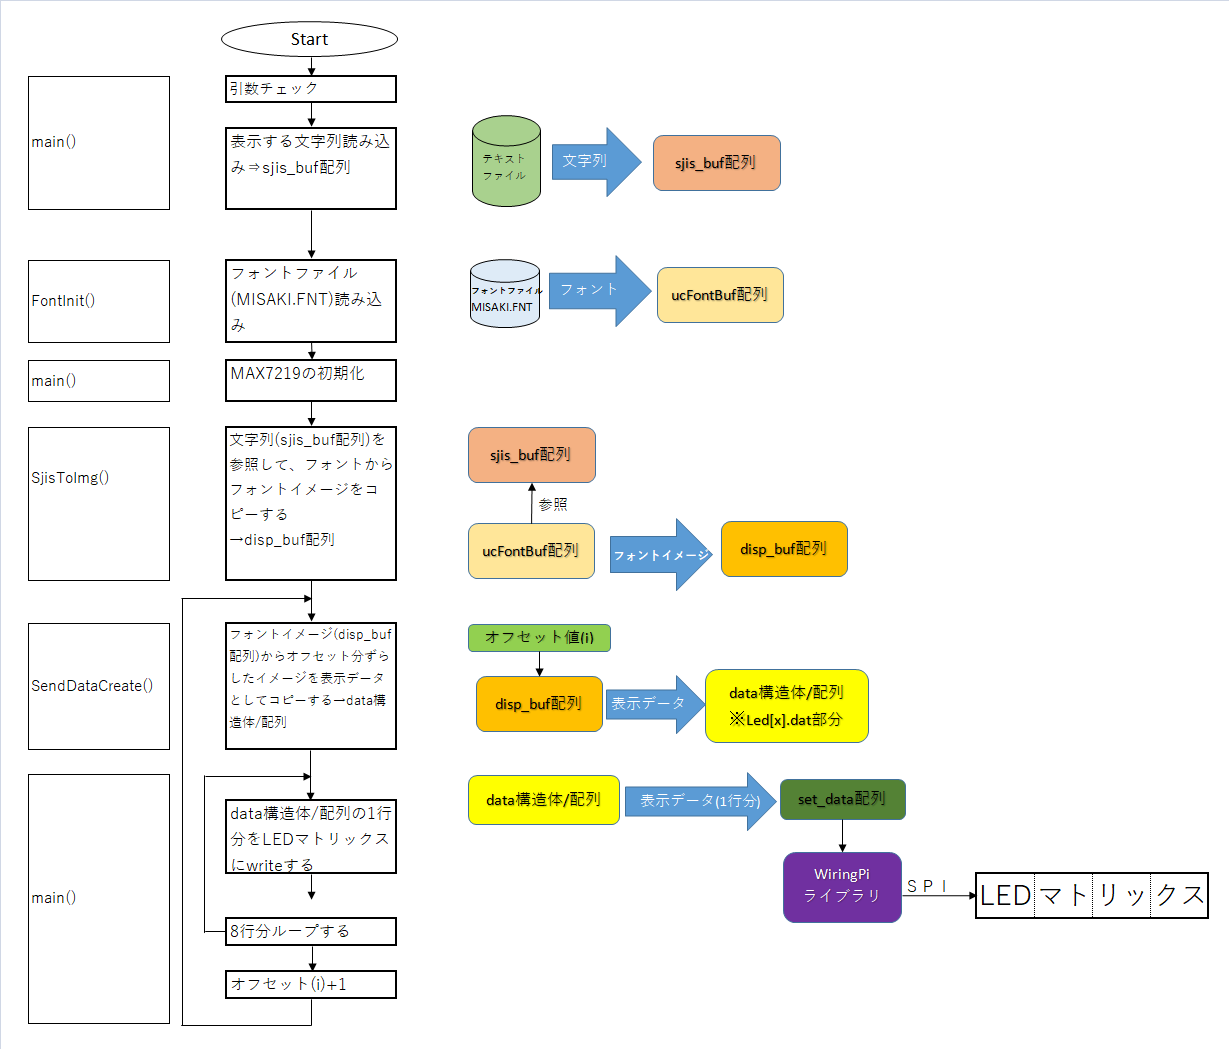 Start
引数チェック
main()
表示する文字列読み込
み⇒sjis_buf配列
テキスト
ファイル
文字列
sjis_buf配列
FontInit()
フォントファイル
(MISAKI.FNT)読み込
み
フォントファイル
MISAKI.FNT
フォント
ucFontBuf配列
main()
MAX7219の初期化
SjisToImg()
文字列(sjis_buf配列)を
参照して、フォントから
フォントイメージをコ
ピーする
→disp_buf配列
sjis_buf配列
参照
ucFontBuf配列
フォントイメージ
disp_buf配列
SendDataCreate()
フォントイメージ(disp_buf
配列)からオフセット分ずら
したイメージを表示データ
としてコピーする→data構
造体/配列
オフセット値(i)
disp_buf配列
表示データ
data構造体/配列
※Led[x].dat部分
main()
data構造体/配列の1行
分をLEDマトリックス
にwriteする
8行分ループする
オフセット(i)+1
data構造体/配列
表示データ(1行分)
set_data配列
WiringPi
ライブラリ
ＳＰＩ
LEDマトリックス